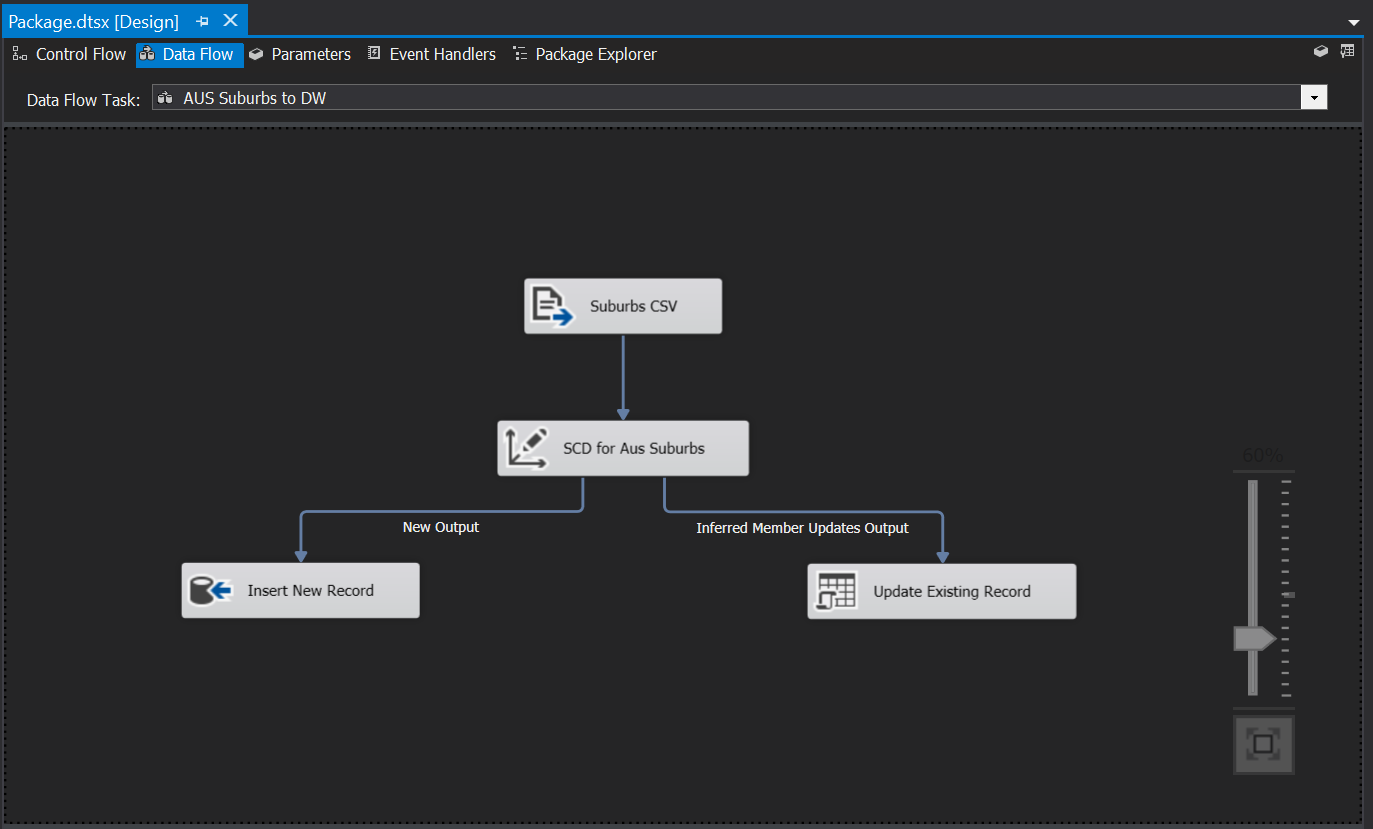 Package.dtsx [Design]
Control Flow Data Flow Parameters Event Handlers Package Explorer
Data Flow Task: AUS Suburbs to DW
Suburbs CSV
SCD for Aus Suburbs
60%
New Output Inferred Member Updates Output
Insert New Record Update Existing Record